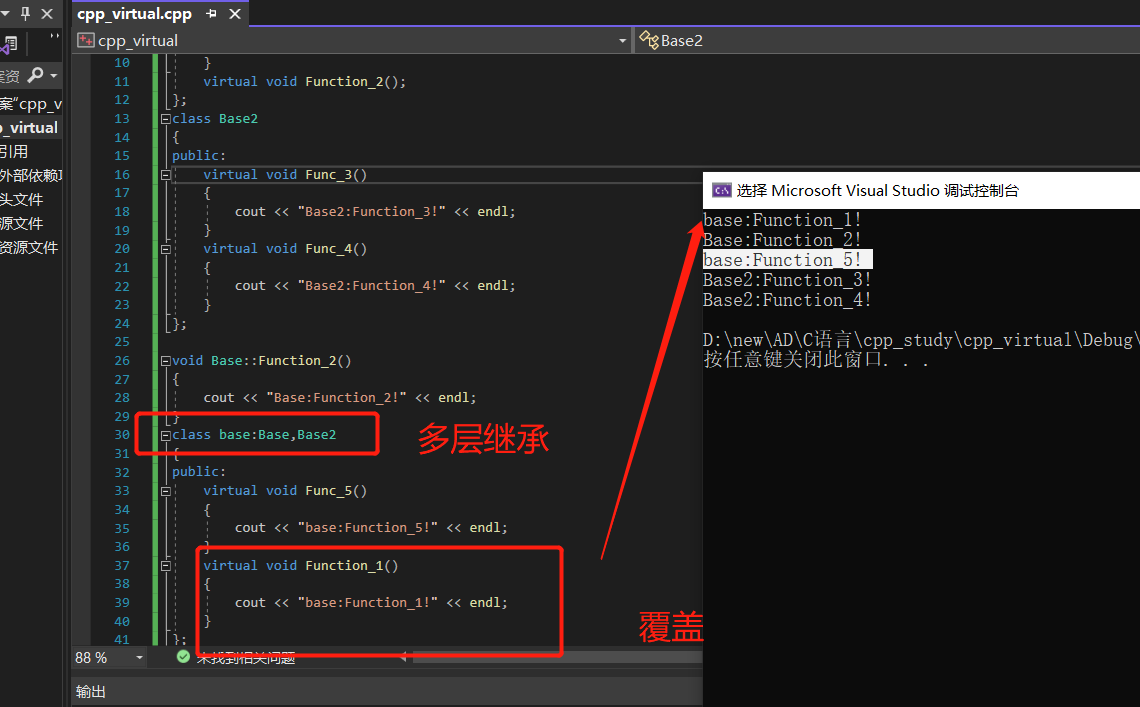 cpp_virtual.cpp
cpp_virtual
Base2
案资
案"cpp_v
p_virtual
引用
外部依赖
头文件
源文件
资源文件
10 }
11 virtual void Function_2();
12 };
13 class Base2
14 {
15 public:
16 virtual void Func_3()
17 {
18 cout << "Base2:Function_3!" << endl;
19 }
20 virtual void Func_4()
21 {
22 cout << "Base2:Function_4!" << endl;
23 }
24 };
25
26 void Base::Function_2()
27 {
28 cout << "Base:Function_2!" << endl;
29 }
30 class base:Base,Base2
31 {
32 public:
33 virtual void Func_5()
34 {
35 cout << "base:Function_5!" << endl;
36 }
37 virtual void Function_1()
38 {
39 cout << "base:Function_1!" << endl;
40 }
41 };
多层继承
覆盖
88 %
未找到相关问题
输出
选择 Microsoft Visual Studio 调试控制台
base:Function_1!
Base:Function_2!
base:Function_5!
Base2:Function_3!
Base2:Function_4!
D:\new\AD\C语言\cpp_study\cpp_virtual\Debug\
按任意键关闭此窗口. . .